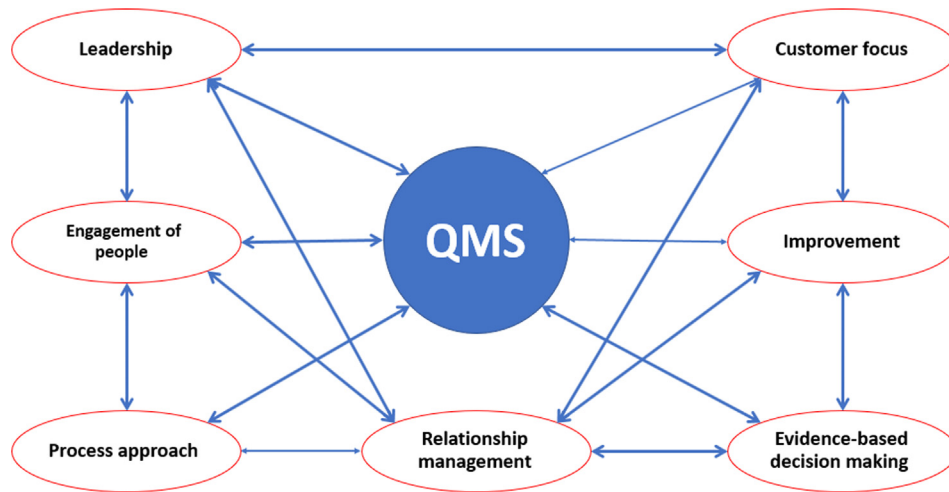 Leadership
Customer focus
Engagement of
people
QMS
Improvement
Process approach
Relationship
management
Evidence-based
decision making